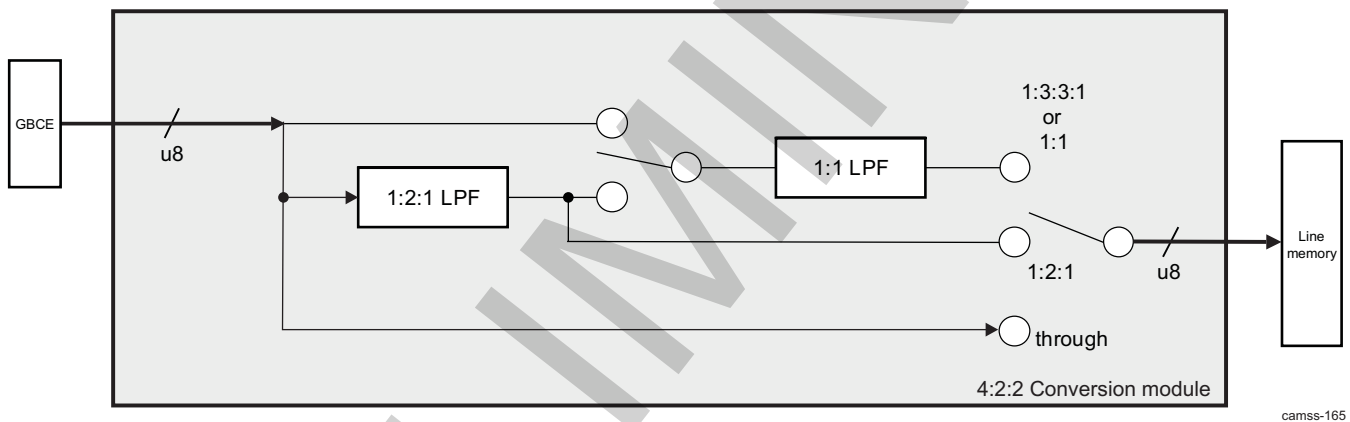 GBCE
u8
1:2:1 LPF
1:1 LPF
1:3:3:1
or
1:1
1:2:1
through
u8
Line
memory
4:2:2 Conversion module
camss-165